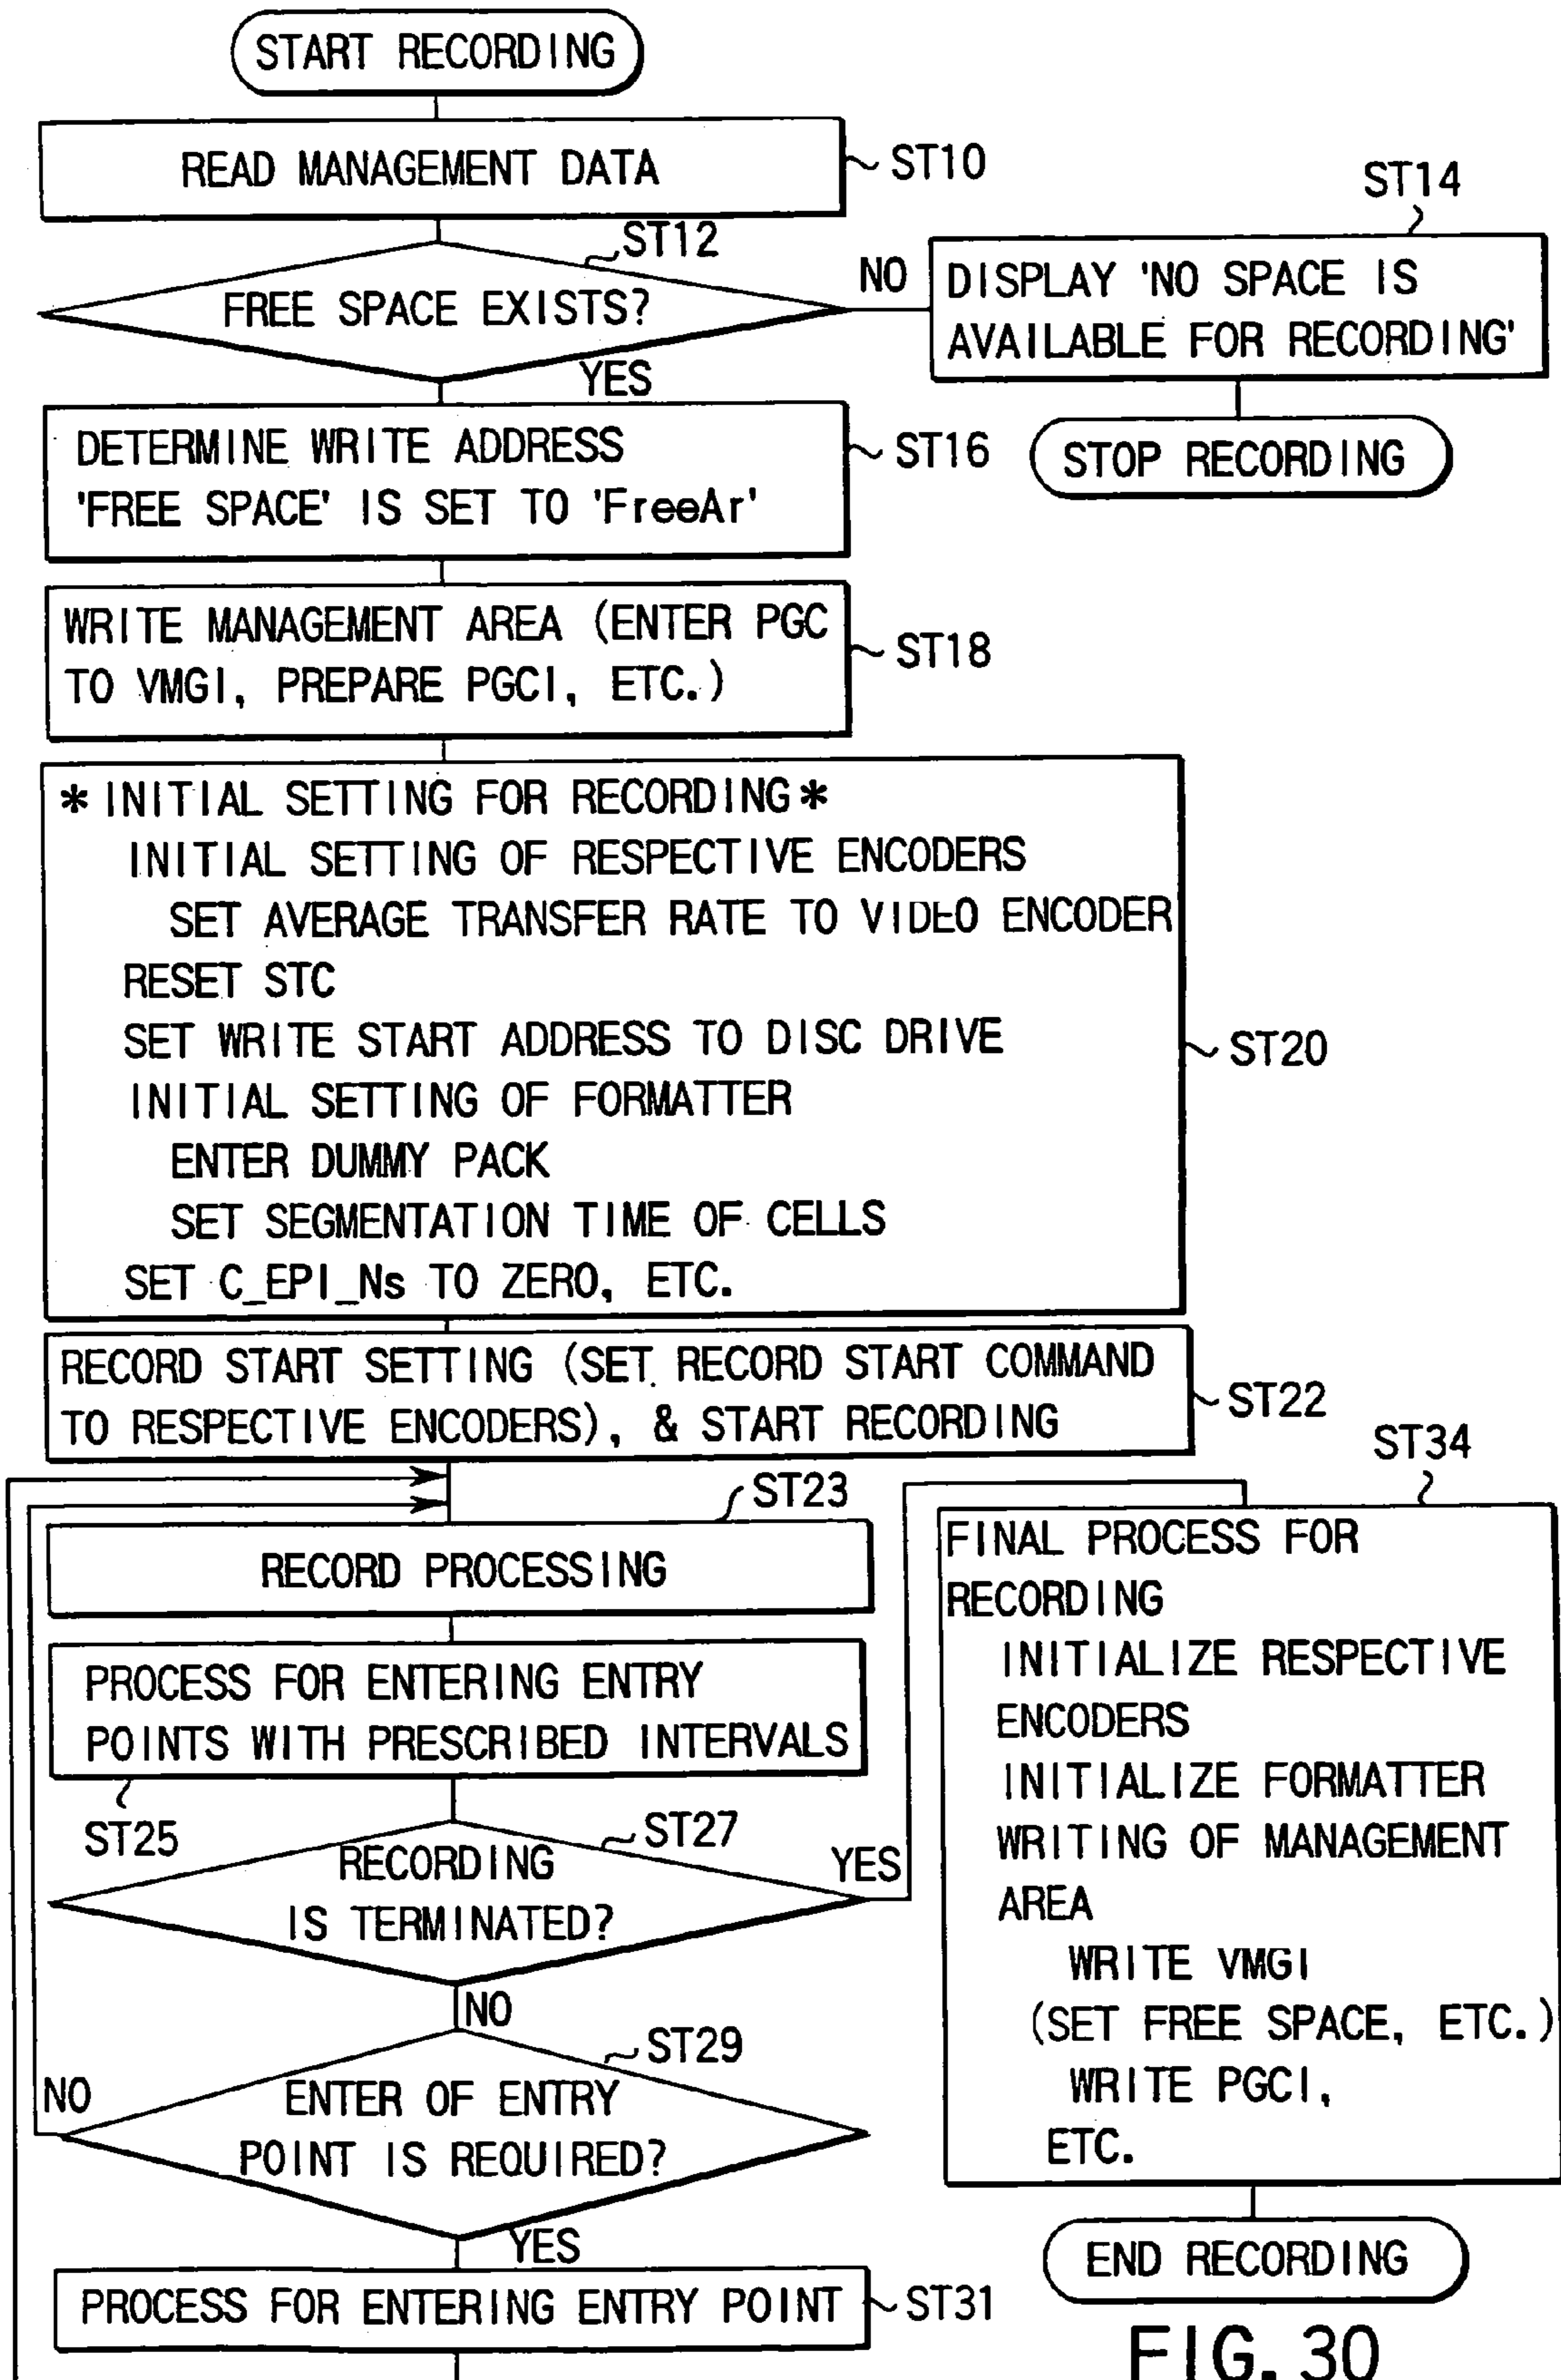 START RECORDING
READ MANAGEMENT DATA
ST10
ST12
FREE SPACE EXISTS?
NO
YES
ST14
DISPLAY 'NO SPACE IS
AVAILABLE FOR RECORDING'
STOP RECORDING
DETERMINE WRITE ADDRESS
'FREE SPACE' IS SET TO 'FreeAr'
ST16
WRITE MANAGEMENT AREA (ENTER PGC
TO VMGI, PREPARE PGCI, ETC.)
ST18
* INITIAL SETTING FOR RECORDING *
INITIAL SETTING OF RESPECTIVE ENCODERS
SET AVERAGE TRANSFER RATE TO VIDEO ENCODER
RESET STC
SET WRITE START ADDRESS TO DISC DRIVE
INITIAL SETTING OF FORMATTER
ENTER DUMMY PACK
SET SEGMENTATION TIME OF CELLS
SET C_EPI_Ns TO ZERO, ETC.
ST20
RECORD START SETTING (SET RECORD START COMMAND
TO RESPECTIVE ENCODERS), & START RECORDING
ST22
ST23
RECORD PROCESSING
PROCESS FOR ENTERING ENTRY
POINTS WITH PRESCRIBED INTERVALS
ST25
ST27
RECORDING
IS TERMINATED?
YES
NO
ST29
ENTER OF ENTRY
POINT IS REQUIRED?
NO
YES
PROCESS FOR ENTERING ENTRY POINT
ST31
ST34
FINAL PROCESS FOR
RECORDING
INITIALIZE RESPECTIVE
ENCODERS
INITIALIZE FORMATTER
WRITING OF MANAGEMENT
AREA
WRITE VMGI
(SET FREE SPACE, ETC.)
WRITE PGCI,
ETC.
END RECORDING
FIG. 30